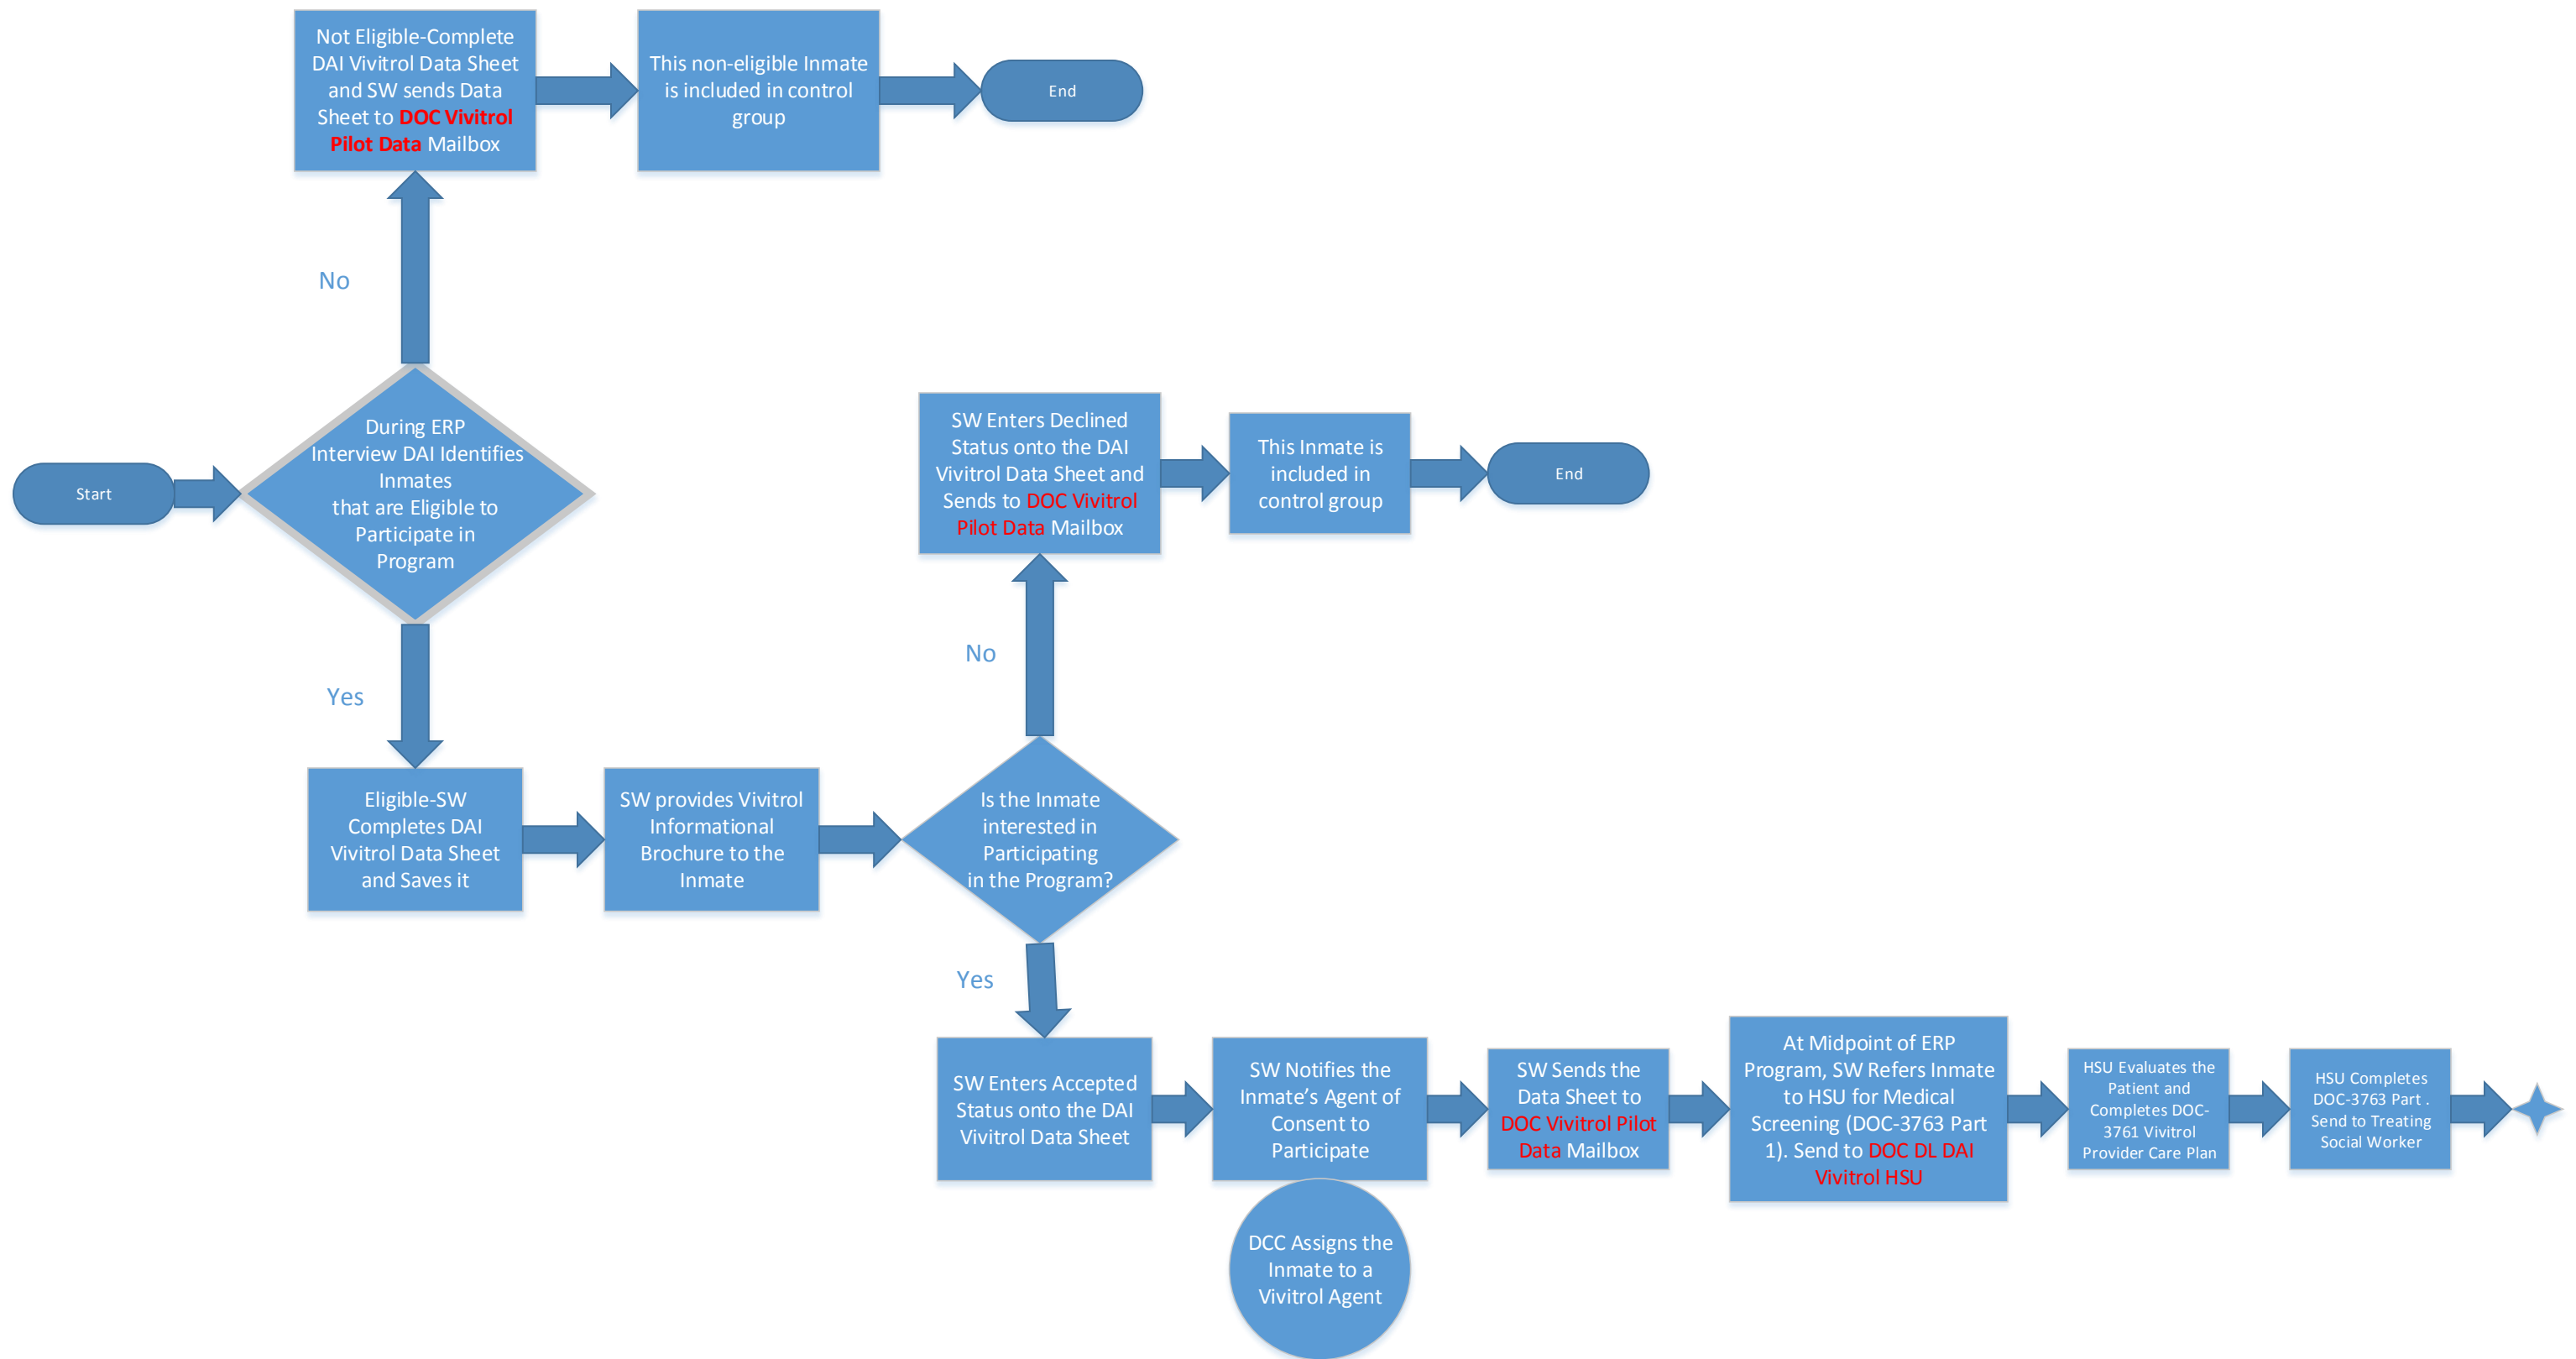 Not Eligible-Complete
DAI Vivitrol Data Sheet
and SW sends Data
Sheet to DOC Vivitrol
Pilot Data Mailbox
This non-eligible Inmate
is included in control
group
End
No
Start
During ERP
Interview DAI Identifies
Inmates
that are Eligible to
Participate in
Program
SW Enters Declined
Status onto the DAI
Vivitrol Data Sheet and
Sends to DOC Vivitrol
Pilot Data Mailbox
This Inmate is
included in
control group
End
Yes
No
Eligible-SW
Completes DAI
Vivitrol Data Sheet
and Saves it
SW provides Vivitrol
Informational
Brochure to the
Inmate
Is the Inmate
interested in
Participating
in the Program?
Yes
SW Enters Accepted
Status onto the DAI
Vivitrol Data Sheet
SW Notifies the
Inmate’s Agent of
Consent to
Participate
SW Sends the
Data Sheet to
DOC Vivitrol Pilot
Data Mailbox
At Midpoint of ERP
Program, SW Refers Inmate
to HSU for Medical
Screening (DOC-3763 Part
1). Send to DOC DL DAI
Vivitrol HSU
HSU Evaluates the
Patient and
Completes DOC-
3761 Vivitrol
Provider Care Plan
HSU Completes
DOC-3763 Part .
Send to Treating
Social Worker
DCC Assigns the
Inmate to a
Vivitrol Agent